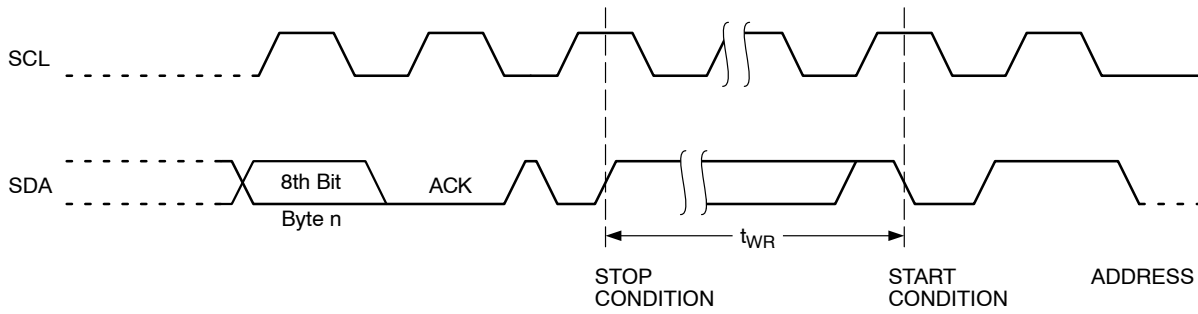 SCL
SDA
8th Bit
Byte n
ACK
tWR
STOP
CONDITION
START
CONDITION
ADDRESS